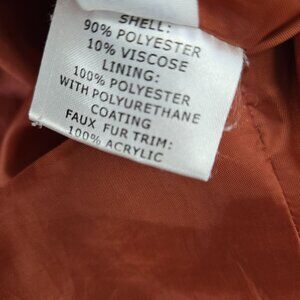 SHELL:
90% POLYESTER
10% VISCOSE
LINING:
100% POLYESTER
WITH POLYURETHANE
COATING
FAUX FUR TRIM:
100% ACRYLIC